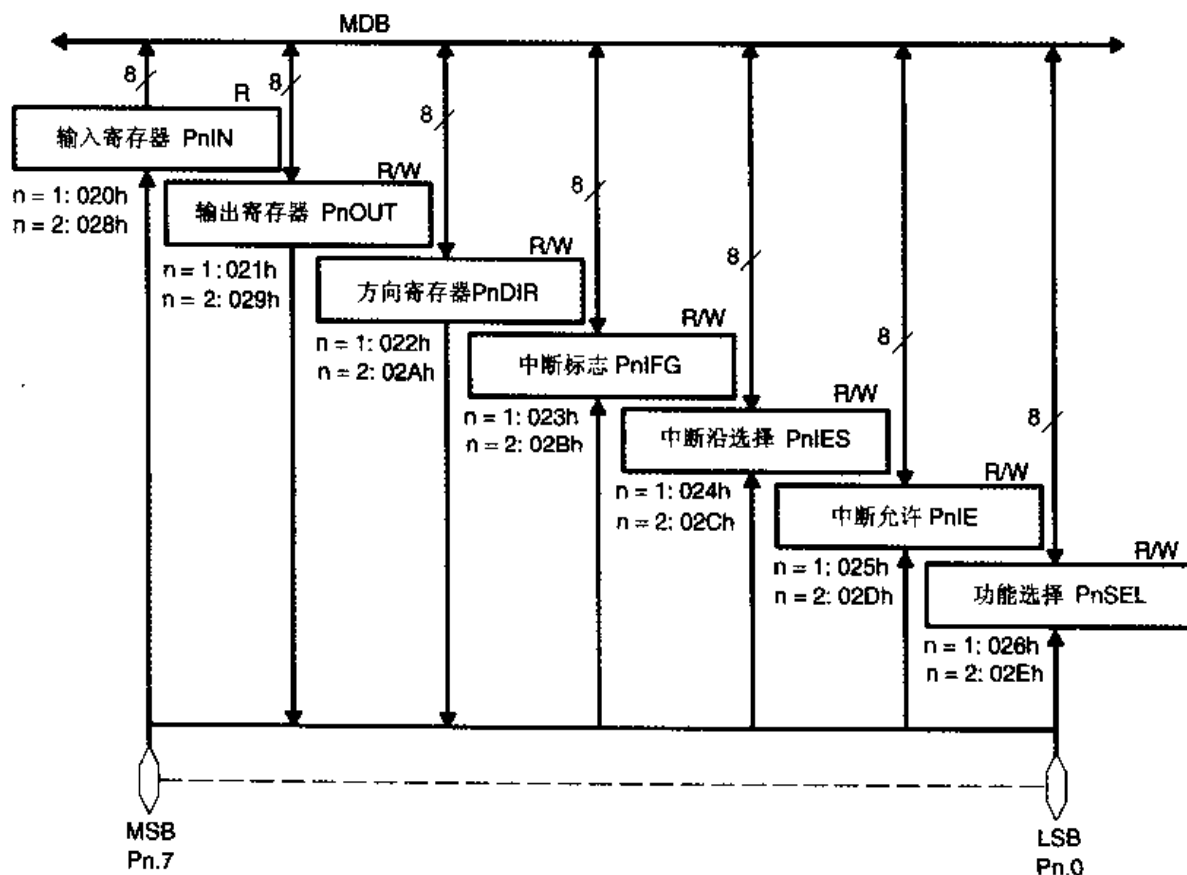 MDB
8
8
8
8
8
8
8
R
输入寄存器 PnIN
n = 1: 020h
n = 2: 028h
R/W
输出寄存器 PnOUT
n = 1: 021h
n = 2: 029h
R/W
方向寄存器PnDIR
n = 1: 022h
n = 2: 02Ah
R/W
中断标志 PnIFG
n = 1: 023h
n = 2: 02Bh
R/W
中断沿选择 PnIES
n = 1: 024h
n = 2: 02Ch
R/W
中断允许 PnIE
n = 1: 025h
n = 2: 02Dh
R/W
功能选择 PnSEL
n = 1: 026h
n = 2: 02Eh
MSB
Pn.7
LSB
Pn.0